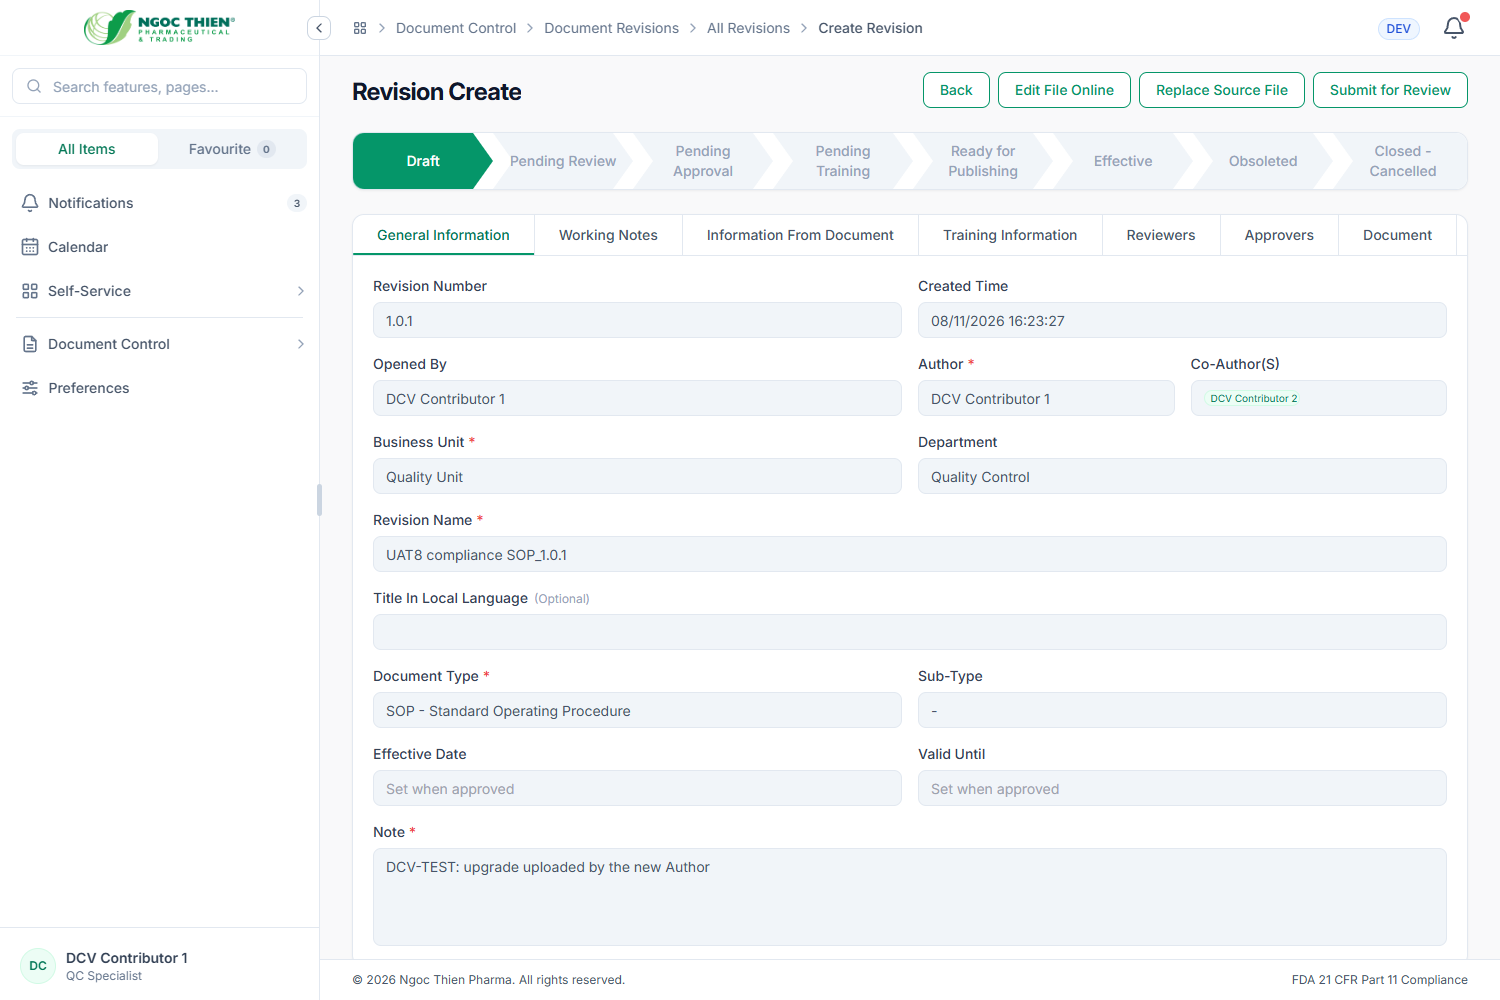 NGOC THIEN®
PHARMACEUTICAL
& TRADING
Search features, pages...
All Items
Favourite 0
Notifications 3
Calendar
Self-Service
Document Control
Preferences
DC
DCV Contributor 1
QC Specialist
Document Control
Document Revisions
All Revisions
Create Revision
DEV
Revision Create
Back
Edit File Online
Replace Source File
Submit for Review
Draft
Pending Review
Pending
Approval
Pending
Training
Ready for
Publishing
Effective
Obsoleted
Closed -
Cancelled
General Information
Working Notes
Information From Document
Training Information
Reviewers
Approvers
Document
Revision Number
1.0.1
Created Time
08/11/2026 16:23:27
Opened By
DCV Contributor 1
Author *
DCV Contributor 1
Co-Author(S)
DCV Contributor 2
Business Unit *
Quality Unit
Department
Quality Control
Revision Name *
UAT8 compliance SOP_1.0.1
Title In Local Language (Optional)
Document Type *
SOP - Standard Operating Procedure
Sub-Type
-
Effective Date
Set when approved
Valid Until
Set when approved
Note *
DCV-TEST: upgrade uploaded by the new Author
© 2026 Ngoc Thien Pharma. All rights reserved.
FDA 21 CFR Part 11 Compliance